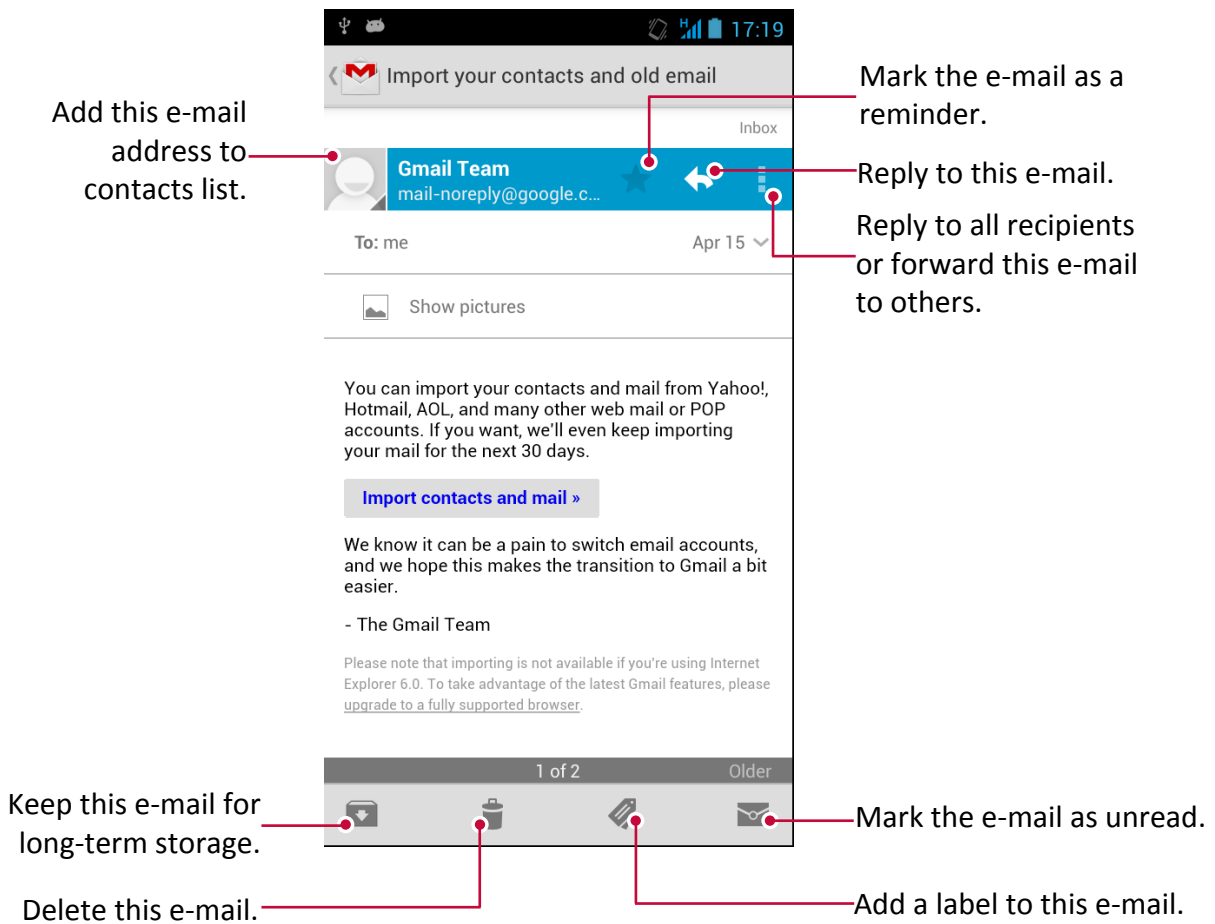 17:19
Import your contacts and old email
Mark the e-mail as a
reminder.
Add this e-mail
address to
contacts list.
Inbox
Gmail Team
mail-noreply@google.c...
Reply to this e-mail.
Reply to all recipients
or forward this e-mail
to others.
To: me
Apr 15
Show pictures
You can import your contacts and mail from Yahoo!,
Hotmail, AOL, and many other web mail or POP
accounts. If you want, we'll even keep importing
your mail for the next 30 days.
Import contacts and mail »
We know it can be a pain to switch email accounts,
and we hope this makes the transition to Gmail a bit
easier.
- The Gmail Team
Please note that importing is not available if you're using Internet
Explorer 6.0. To take advantage of the latest Gmail features, please
upgrade to a fully supported browser.
1 of 2
Older
Keep this e-mail for
long-term storage.
Mark the e-mail as unread.
Delete this e-mail.
Add a label to this e-mail.